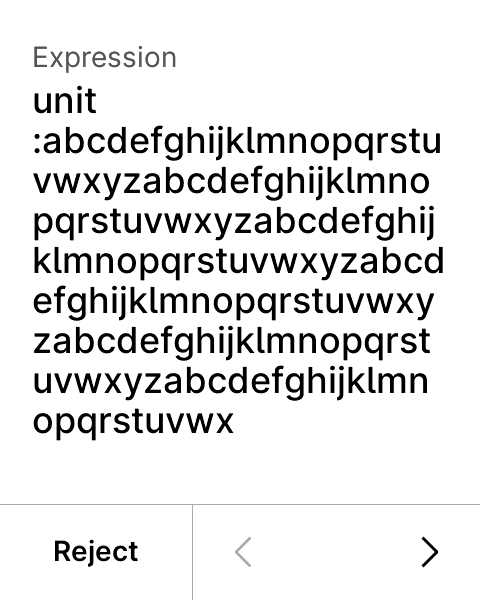 Expression
unit
:abcdefghijklmnopqrstu
vwxyzabcdefghijklmno
pqrstuvwxyzabcdefghij
klmnopqrstuvwxyzabcd
efghijklmnopqrstuvwxy
zabcdefghijklmnopqrst
uvwxyzabcdefghijklmn
opqrstuvwx
Reject